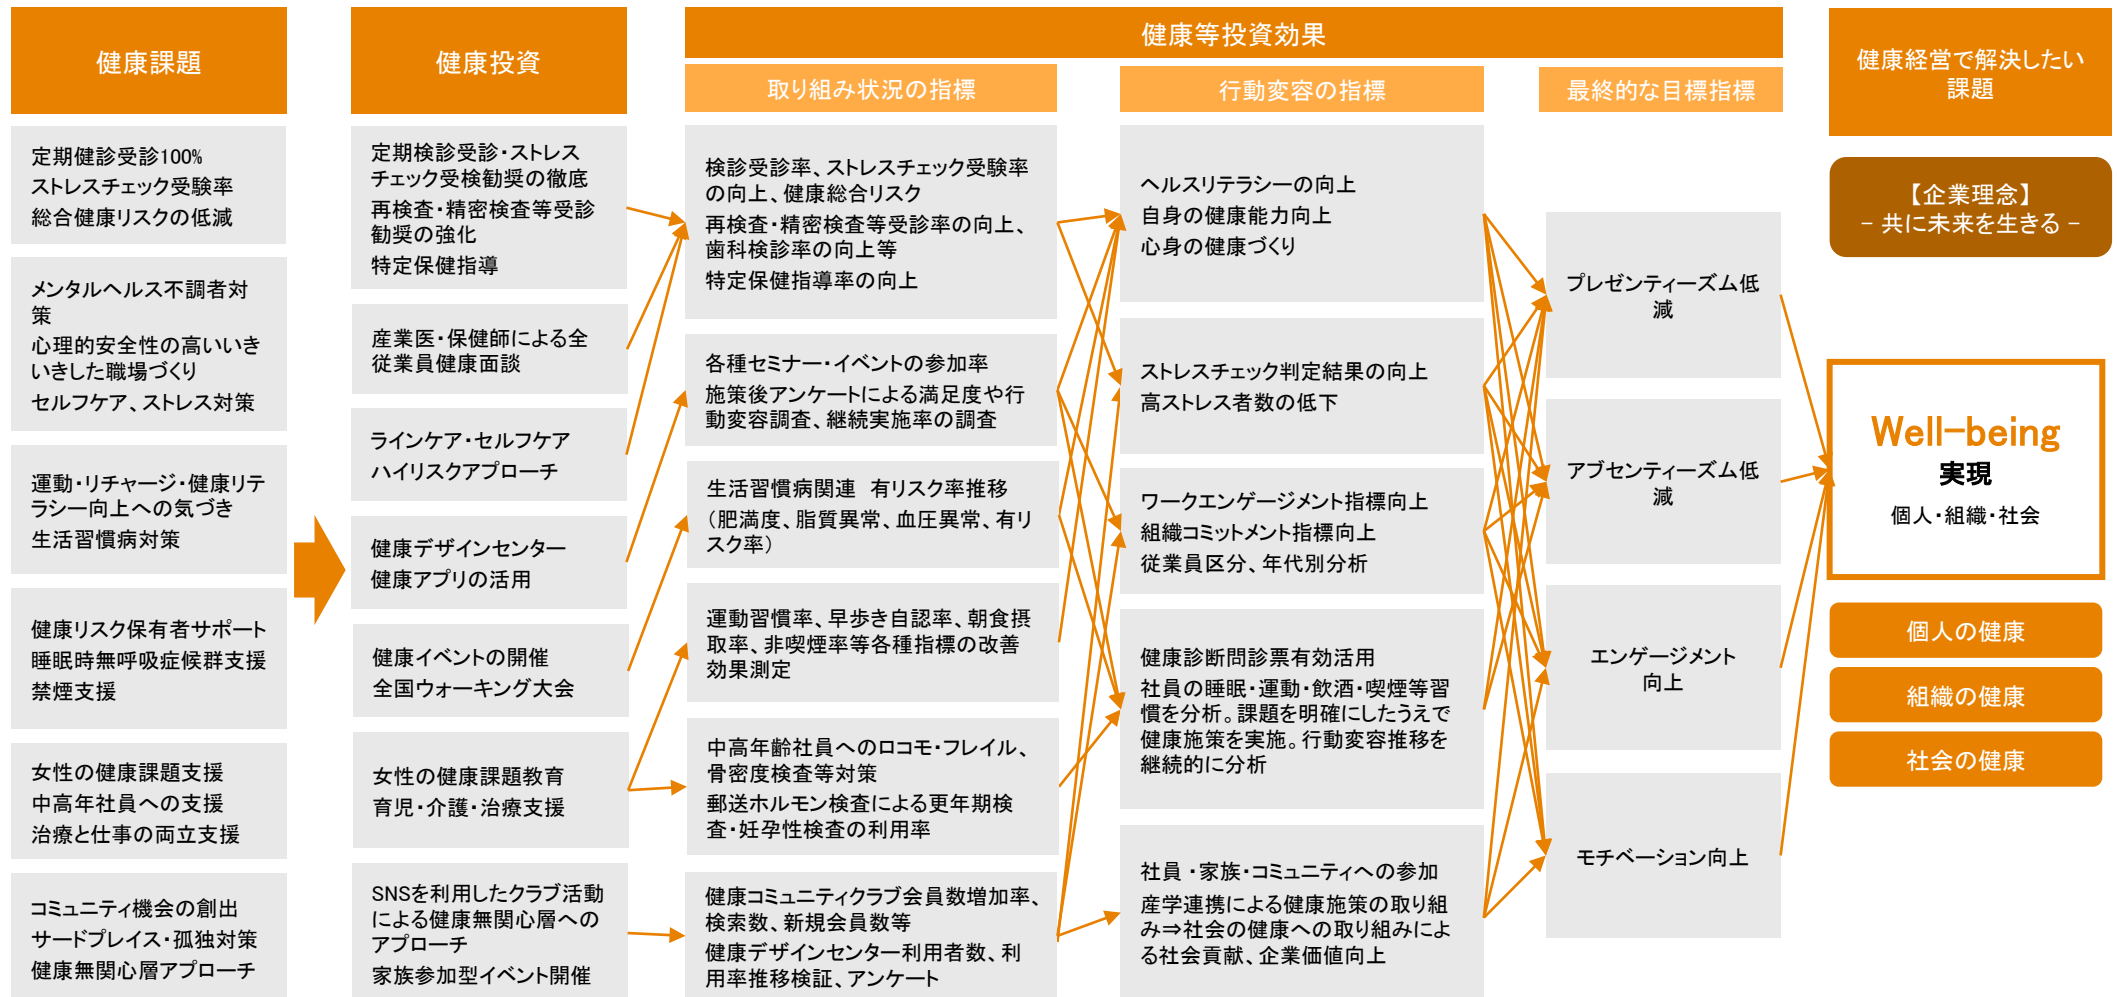 健康課題
定期健診受診100%
ストレスチェック受験率
総合健康リスクの低減
メンタルヘルス不調者対
策
心理的安全性の高いいき
いきした職場づくり
セルフケア、ストレス対策
運動・リチャージ・健康リテ
ラシー向上への気づき
生活習慣病対策
健康リスク保有者サポート
睡眠時無呼吸症候群支援
禁煙支援
女性の健康課題支援
中高年社員への支援
治療と仕事の両立支援
コミュニティ機会の創出
サードプレイス・孤独対策
健康無関心層アプローチ
健康投資
定期検診受診・ストレス
チェック受検勧奨の徹底
再検査・精密検査等受診
勧奨の強化
特定保健指導
産業医・保健師による全
従業員健康面談
ラインケア・セルフケア
ハイリスクアプローチ
健康デザインセンター
健康アプリの活用
健康イベントの開催
全国ウォーキング大会
女性の健康課題教育
育児・介護・治療支援
SNSを利用したクラブ活動
による健康無関心層への
アプローチ
家族参加型イベント開催
健康等投資効果
取り組み状況の指標
検診受診率、ストレスチェック受験率
の向上、健康総合リスク
再検査・精密検査等受診率の向上、
歯科検診率の向上等
特定保健指導率の向上
各種セミナー・イベントの参加率
施策後アンケートによる満足度や行
動変容調査、継続実施率の調査
生活習慣病関連 有リスク率推移
(肥満度、脂質異常、血圧異常、有リ
スク率)
運動習慣率、早歩き自認率、朝食摂
取率、非喫煙率等各種指標の改善
効果測定
中高年齢社員へのロコモ・フレイル、
骨密度検査等対策
郵送ホルモン検査による更年期検
査・妊孕性検査の利用率
健康コミュニティクラブ会員数増加率、
検索数、新規会員数等
健康デザインセンター利用者数、利
用率推移検証、アンケート
行動変容の指標
ヘルスリテラシーの向上
自身の健康能力向上
心身の健康づくり
ストレスチェック判定結果の向上
高ストレス者数の低下
ワークエンゲージメント指標向上
組織コミットメント指標向上
従業員区分、年代別分析
健康診断問診票有効活用
社員の睡眠・運動・飲酒・喫煙等習
慣を分析。課題を明確にしたうえで
健康施策を実施。行動変容推移を
継続的に分析
社員・家族・コミュニティへの参加
産学連携による健康施策の取り組
み⇒社会の健康への取り組みによ
る社会貢献、企業価値向上
最終的な目標指標
プレゼンティーズム低
減
アブセンティーズム低
減
エンゲージメント
向上
モチベーション向上
健康経営で解決したい
課題
【企業理念】
－共に未来を生きる－
Well-being
実現
個人・組織・社会
個人の健康
組織の健康
社会の健康